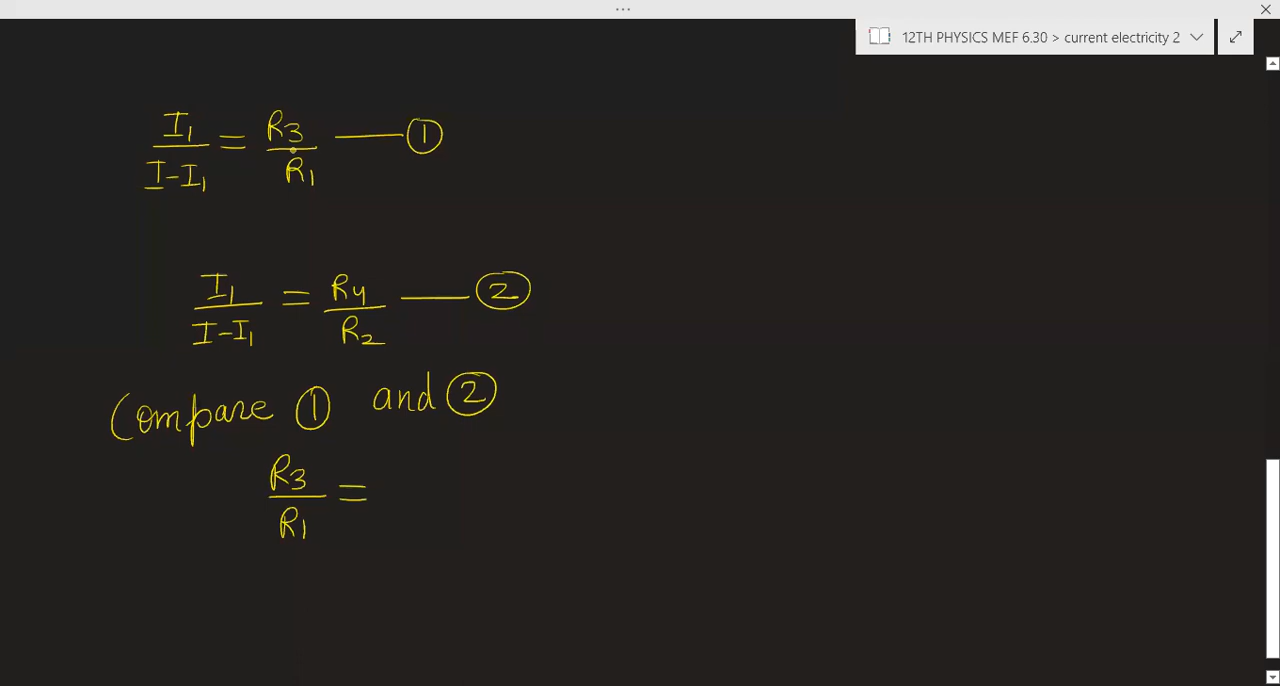 12TH PHYSICS MEF 6.30 > current electricity 2
I₁/(I-I₁) = R₃/R₁ —— ①
I₁/(I-I₁) = R₄/R₂ —— ②
Compare ① and ②
R₃/R₁ =